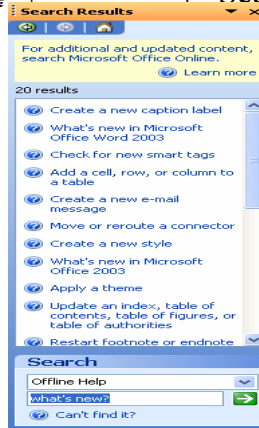 Search Results
For additional and updated content,
search Microsoft Office Online.
Learn more
20 results
Create a new caption label
What's new in Microsoft
Office Word 2003
Check for new smart tags
Add a cell, row, or column to
a table
Create a new e-mail
message
Move or reroute a connector
Create a new style
What's new in Microsoft
Office 2003
Apply a theme
Update an index, table of
contents, table of figures, or
table of authorities
Restart footnote or endnote
Search
Offline Help
what's new?
Can't find it?